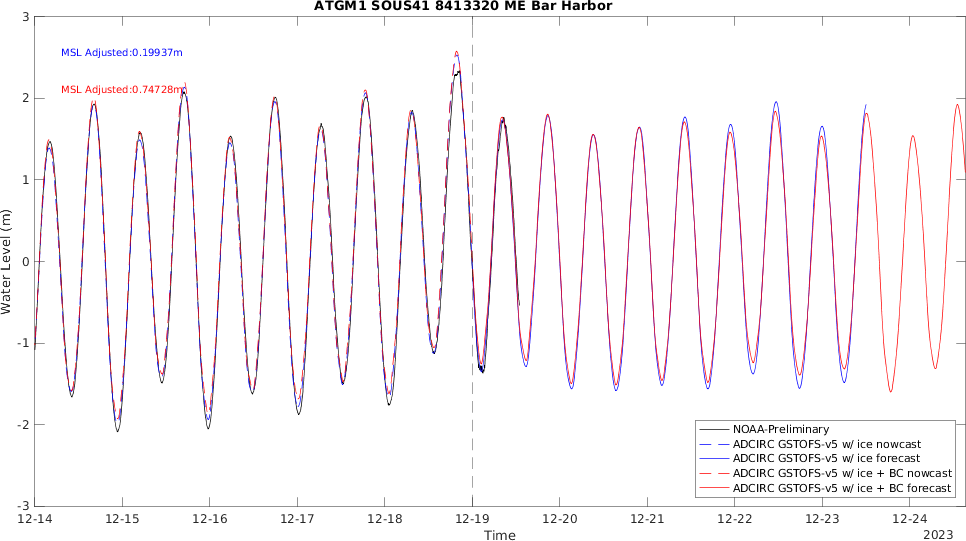 ATGM1 SOUS41 8413320 ME Bar Harbor
MSL Adjusted:0.19937m
MSL Adjusted:0.74728m
Water Level (m)
3
2
1
0
-1
-2
-3
NOAA-Preliminary
ADCIRC GSTOFS-v5 w/ ice nowcast
ADCIRC GSTOFS-v5 w/ ice forecast
ADCIRC GSTOFS-v5 w/ ice + BC nowcast
ADCIRC GSTOFS-v5 w/ ice + BC forecast
12-14 12-15 12-16 12-17 12-18 12-19 12-20 12-21 12-22 12-23 12-24
Time
2023